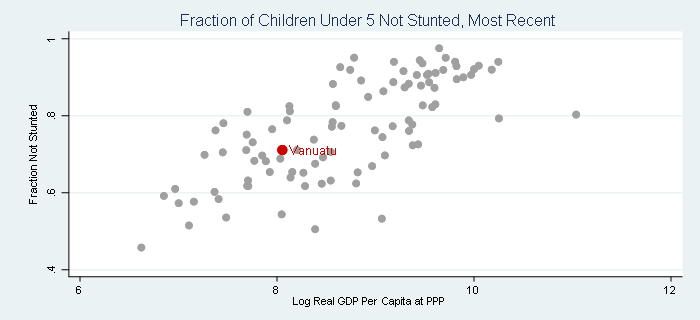 Fraction of Children Under 5 Not Stunted, Most Recent
Fraction Not Stunted
1
.8
.6
.4
Vanuatu
6
8
10
12
Log Real GDP Per Capita at PPP